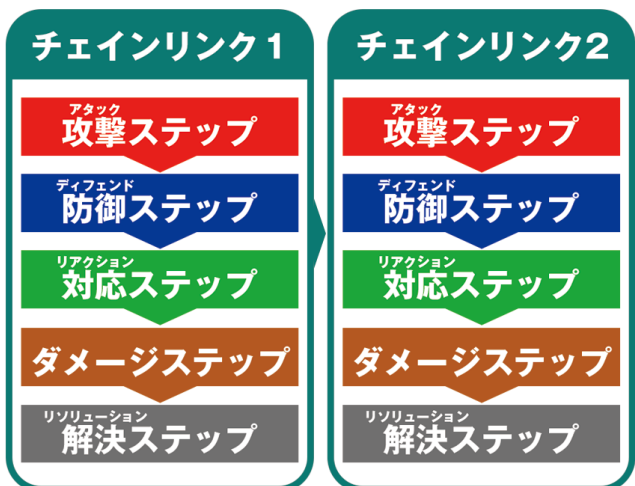 チェインリンク1
アタック
攻撃ステップ
ディフェンド
防御ステップ
リアクション
対応ステップ
ダメージステップ
リソリューション
解決ステップ
チェインリンク2
アタック
攻撃ステップ
ディフェンド
防御ステップ
リアクション
対応ステップ
ダメージステップ
リソリューション
解決ステップ